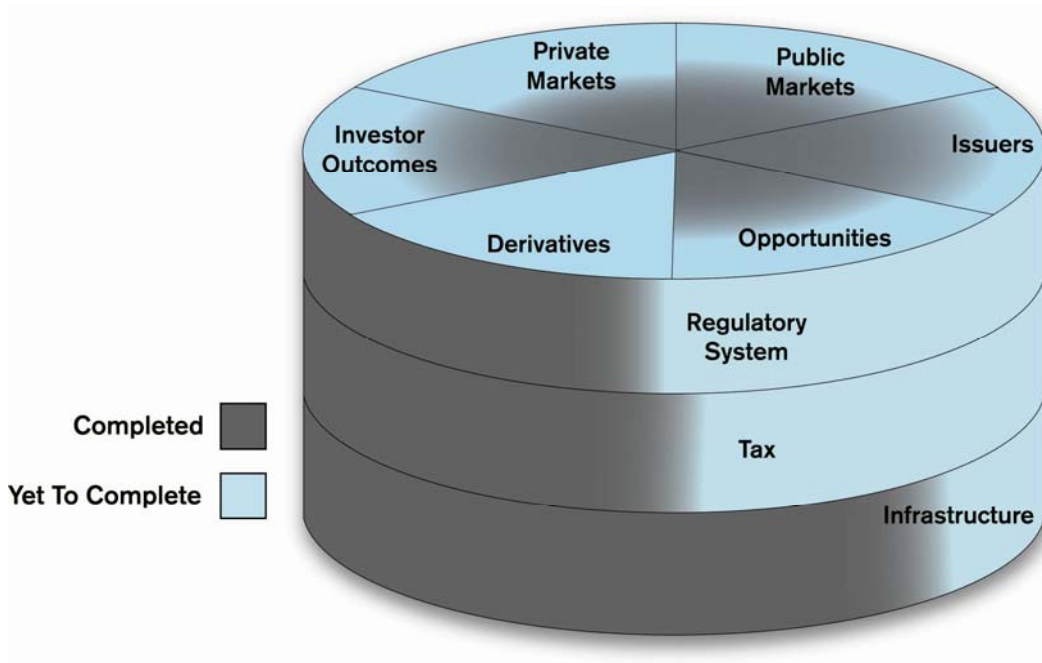 Private
Markets
Public
Markets
Investor
Outcomes
Issuers
Derivatives
Opportunities
Regulatory
System
Completed
Tax
Yet To Complete
Infrastructure